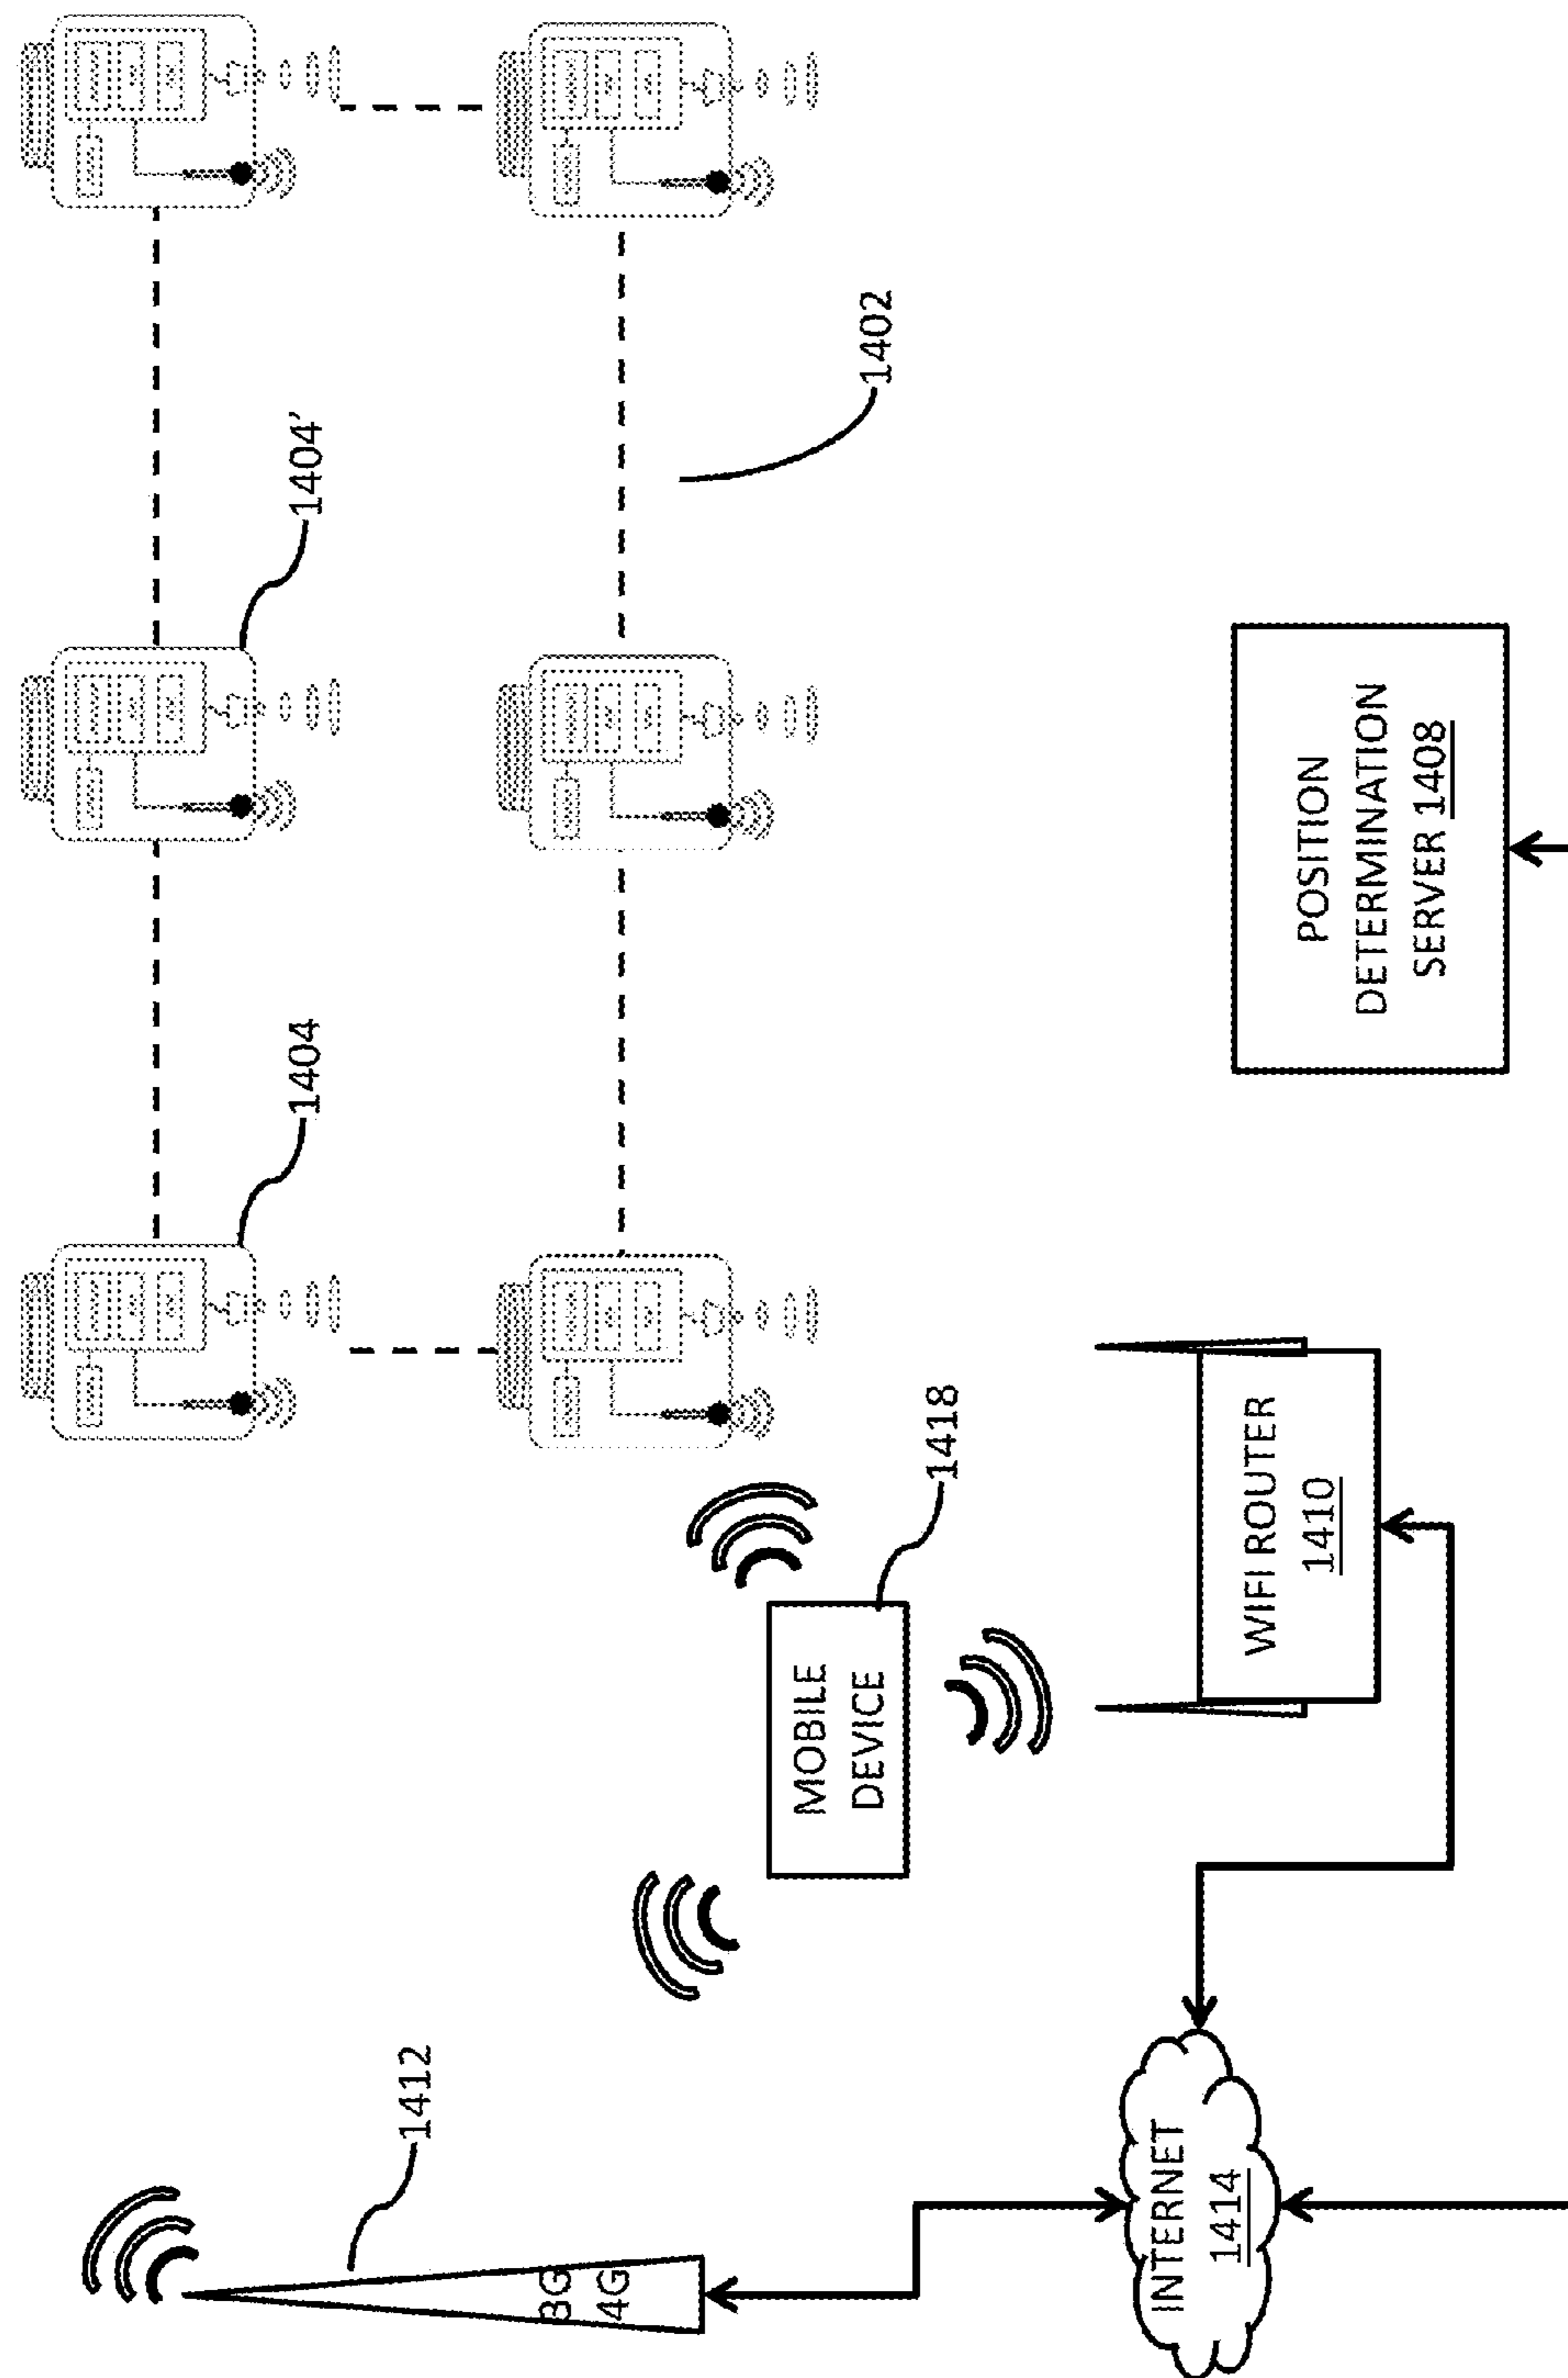 1404
1404’
1402
1412
3G
4G
MOBILE
DEVICE
1418
INTERNET
1414
WIFI ROUTER
1410
POSITION
DETERMINATION
SERVER 1408